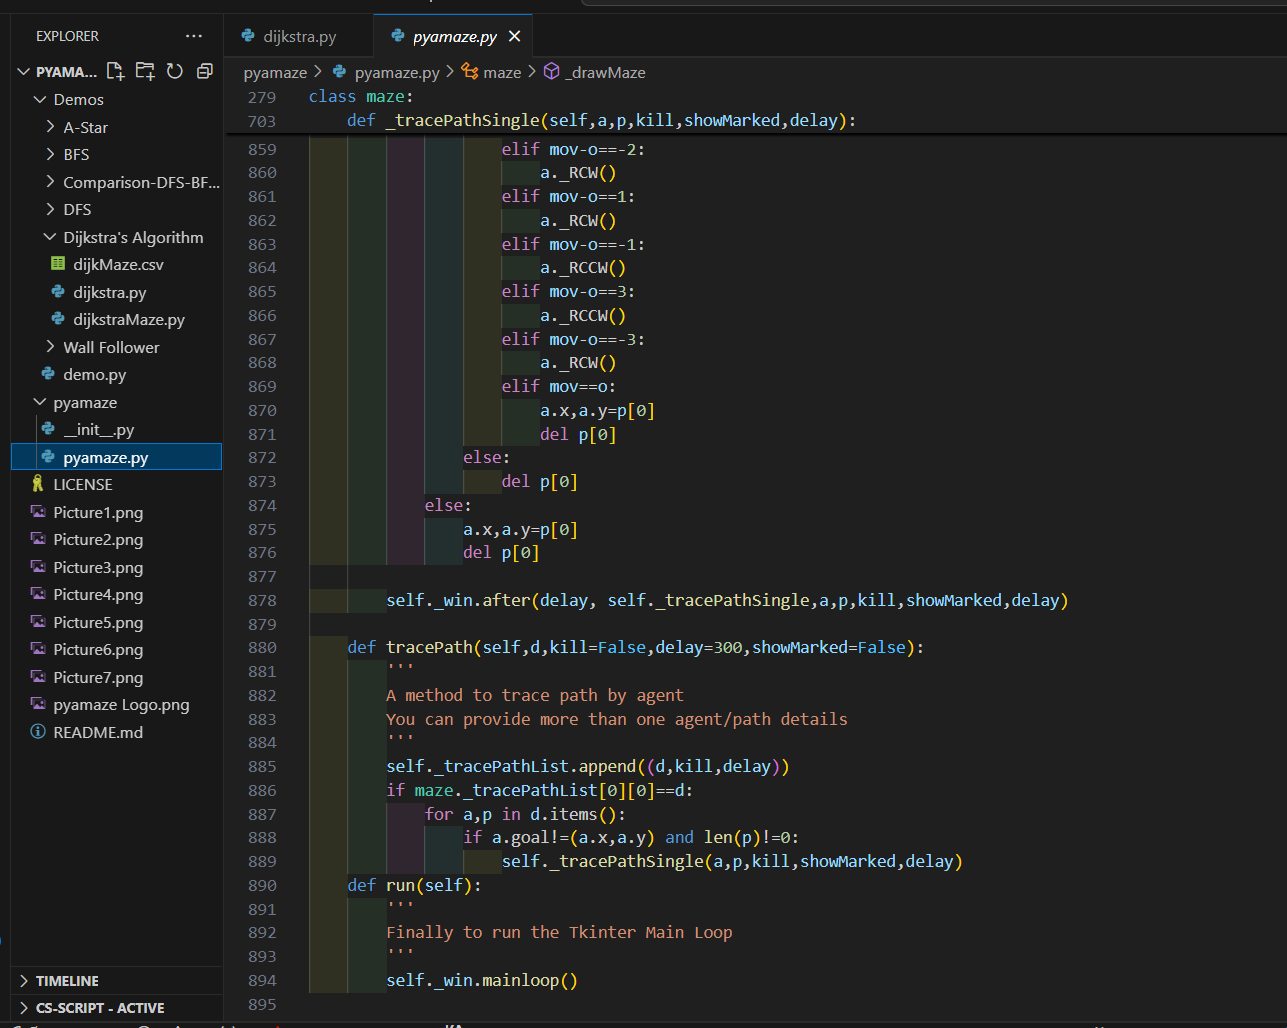 EXPLORER
···
PYAMA...
Demos
A-Star
BFS
Comparison-DFS-BF...
DFS
Dijkstra's Algorithm
dijkMaze.csv
dijkstra.py
dijkstraMaze.py
Wall Follower
demo.py
pyamaze
__init__.py
pyamaze.py
LICENSE
Picture1.png
Picture2.png
Picture3.png
Picture4.png
Picture5.png
Picture6.png
Picture7.png
pyamaze Logo.png
README.md
TIMELINE
CS-SCRIPT - ACTIVE
dijkstra.py
pyamaze.py
pyamaze > pyamaze.py > maze > _drawMaze
279 class maze:
703 def _tracePathSingle(self,a,p,kill,showMarked,delay):
859 elif mov-o==-2:
860 a._RCW()
861 elif mov-o==1:
862 a._RCW()
863 elif mov-o==-1:
864 a._RCCW()
865 elif mov-o==3:
866 a._RCCW()
867 elif mov-o==-3:
868 a._RCW()
869 elif mov==o:
870 a.x,a.y=p[0]
871 del p[0]
872 else:
873 del p[0]
874 else:
875 a.x,a.y=p[0]
876 del p[0]
877
878 self._win.after(delay, self._tracePathSingle,a,p,kill,showMarked,delay)
879
880 def tracePath(self,d,kill=False,delay=300,showMarked=False):
881 '''
882 A method to trace path by agent
883 You can provide more than one agent/path details
884 '''
885 self._tracePathList.append((d,kill,delay))
886 if maze._tracePathList[0][0]==d:
887 for a,p in d.items():
888 if a.goal!=(a.x,a.y) and len(p)!=0:
889 self._tracePathSingle(a,p,kill,showMarked,delay)
890 def run(self):
891 '''
892 Finally to run the Tkinter Main Loop
893 '''
894 self._win.mainloop()
895